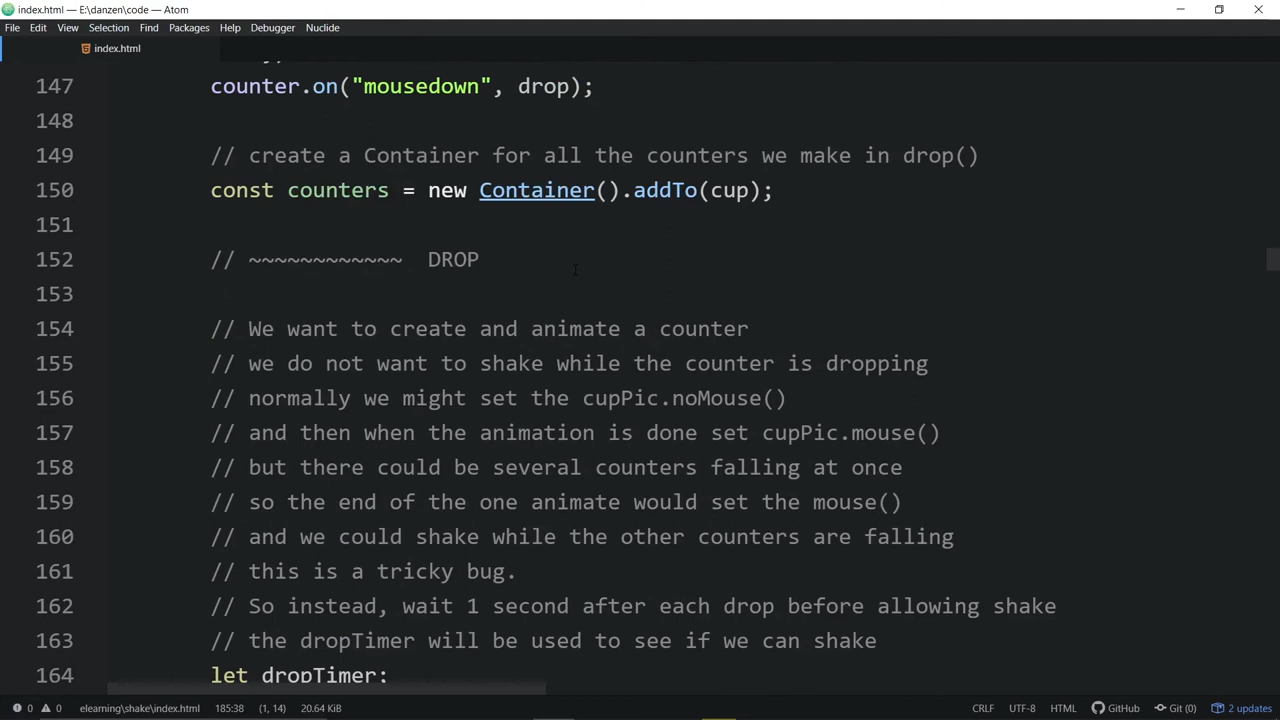 index.html — E:\danzen\code — Atom
File Edit View Selection Find Packages Help Debugger Nuclide
index.html
147 counter.on("mousedown", drop);
148
149 // create a Container for all the counters we make in drop()
150 const counters = new Container().addTo(cup);
151
152 // ~~~~~~~~~~~~ DROP
153
154 // We want to create and animate a counter
155 // we do not want to shake while the counter is dropping
156 // normally we might set the cupPic.noMouse()
157 // and then when the animation is done set cupPic.mouse()
158 // but there could be several counters falling at once
159 // so the end of the one animate would set the mouse()
160 // and we could shake while the other counters are falling
161 // this is a tricky bug.
162 // So instead, wait 1 second after each drop before allowing shake
163 // the dropTimer will be used to see if we can shake
164 let dropTimer;
0 0 elearning\shake\index.html 185:38 (1, 14) 20.64 KiB CRLF UTF-8 HTML GitHub Git (0) 2 updates